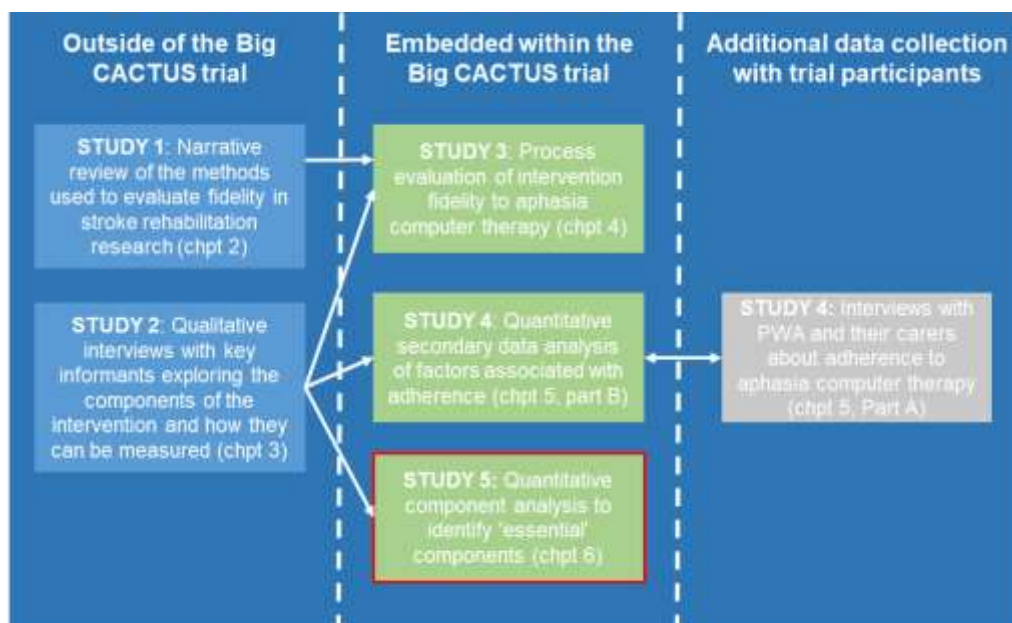 Outside of the Big
CACTUS trial
Embedded within the
Big CACTUS trial
Additional data collection
with trial participants
STUDY 1: Narrative
review of the methods
used to evaluate fidelity in
stroke rehabilitation
research (chpt 2)
STUDY 3: Process
evaluation of intervention
fidelity to aphasia
computer therapy (chpt 4)
STUDY 2: Qualitative
interviews with key
informants exploring the
components of the
intervention and how they
can be measured (chpt 3)
STUDY 4: Quantitative
secondary data analysis
of factors associated with
adherence (chpt 5, part B)
STUDY 4: Interviews with
PWA and their carers
about adherence to
aphasia computer therapy
(chpt 5, Part A)
STUDY 5: Quantitative
component analysis to
identify 'essential'
components (chpt 6)